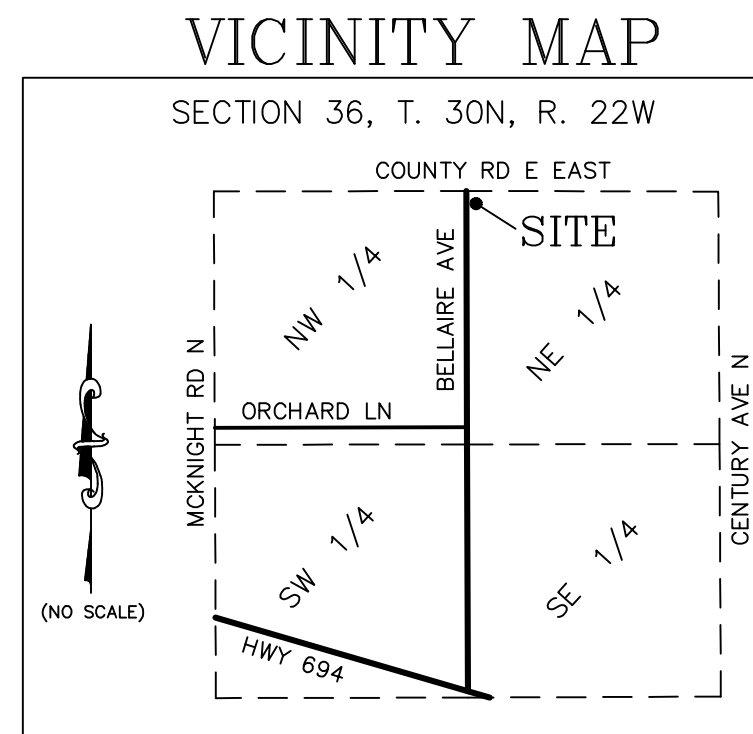 VICINITY MAP
SECTION 36, T. 30N, R. 22W
COUNTY RD E EAST
SITE
BELLAIRE AVE
NW 1/4
NE 1/4
MCKNIGHT RD N
ORCHARD LN
CENTURY AVE N
SW 1/4
SE 1/4
(NO SCALE)
HWY 694